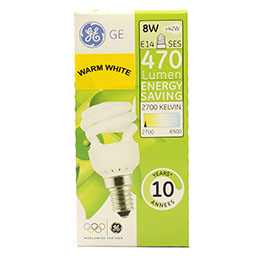 GE
8W =42W
E14 SES
470
Lumen
ENERGY
SAVING
2700 KELVIN
2700 6500
WARM WHITE
YEARS*
10
ANNÉES
WORLDWIDE PARTNER